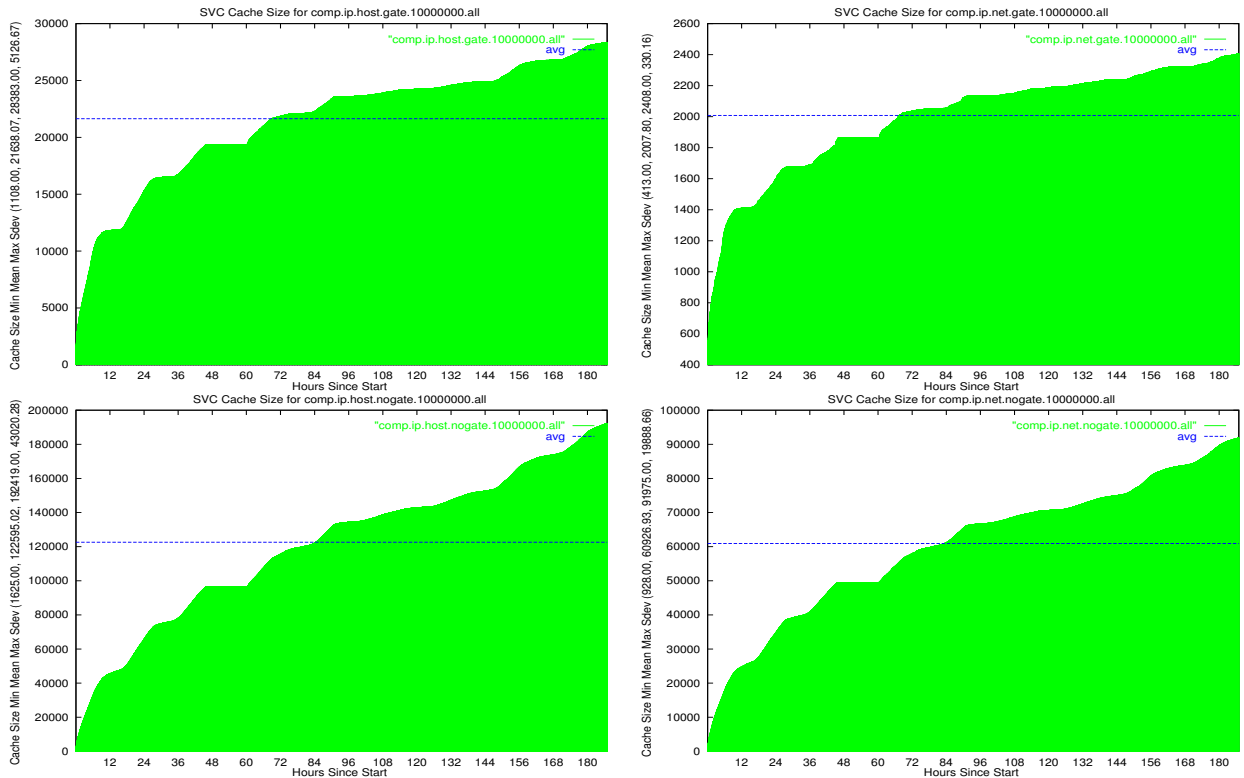 SVC Cache Size for comp.ip.host.gate.10000000.all
"comp.ip.host.gate.10000000.all"
avg
30000
25000
20000
15000
10000
5000
0
Cache Size Min Mean Max Sdev (1108.00, 21638.07, 28383.00, 5126.67)
12 24 36 48 60 72 84 96 108 120 132 144 156 168 180
Hours Since Start
SVC Cache Size for comp.ip.net.gate.10000000.all
"comp.ip.net.gate.10000000.all"
avg
2600
2400
2200
2000
1800
1600
1400
1200
1000
800
600
400
Cache Size Min Mean Max Sdev (413.00, 2007.80, 2408.00, 330.16)
12 24 36 48 60 72 84 96 108 120 132 144 156 168 180
Hours Since Start
SVC Cache Size for comp.ip.host.nogate.10000000.all
"comp.ip.host.nogate.10000000.all"
avg
200000
180000
160000
140000
120000
100000
80000
60000
40000
20000
0
Cache Size Min Mean Max Sdev (1625.00, 122595.02, 192419.00, 43020.28)
12 24 36 48 60 72 84 96 108 120 132 144 156 168 180
Hours Since Start
SVC Cache Size for comp.ip.net.nogate.10000000.all
"comp.ip.net.nogate.10000000.all"
avg
100000
90000
80000
70000
60000
50000
40000
30000
20000
10000
0
Cache Size Min Mean Max Sdev (928.00, 60926.93, 91975.00, 19888.66)
12 24 36 48 60 72 84 96 108 120 132 144 156 168 180
Hours Since Start